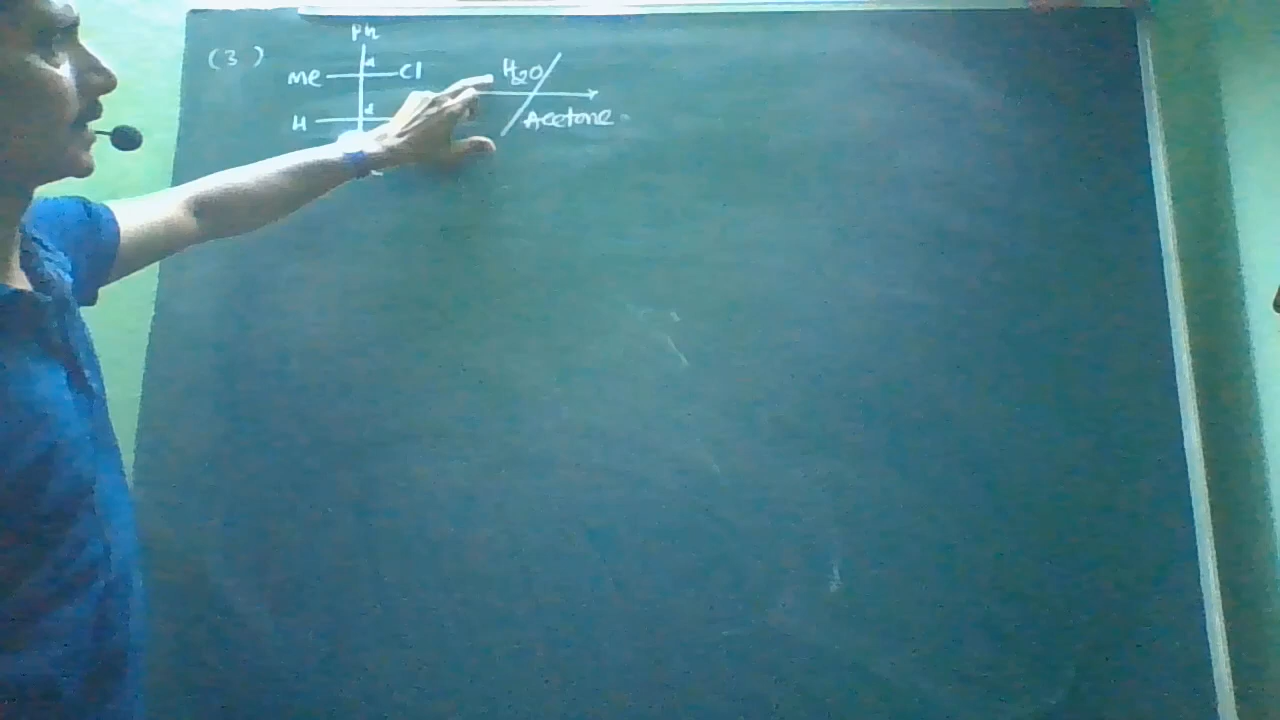 (3)
Ph
d
Me Cl H₂O
d
H Acetone.